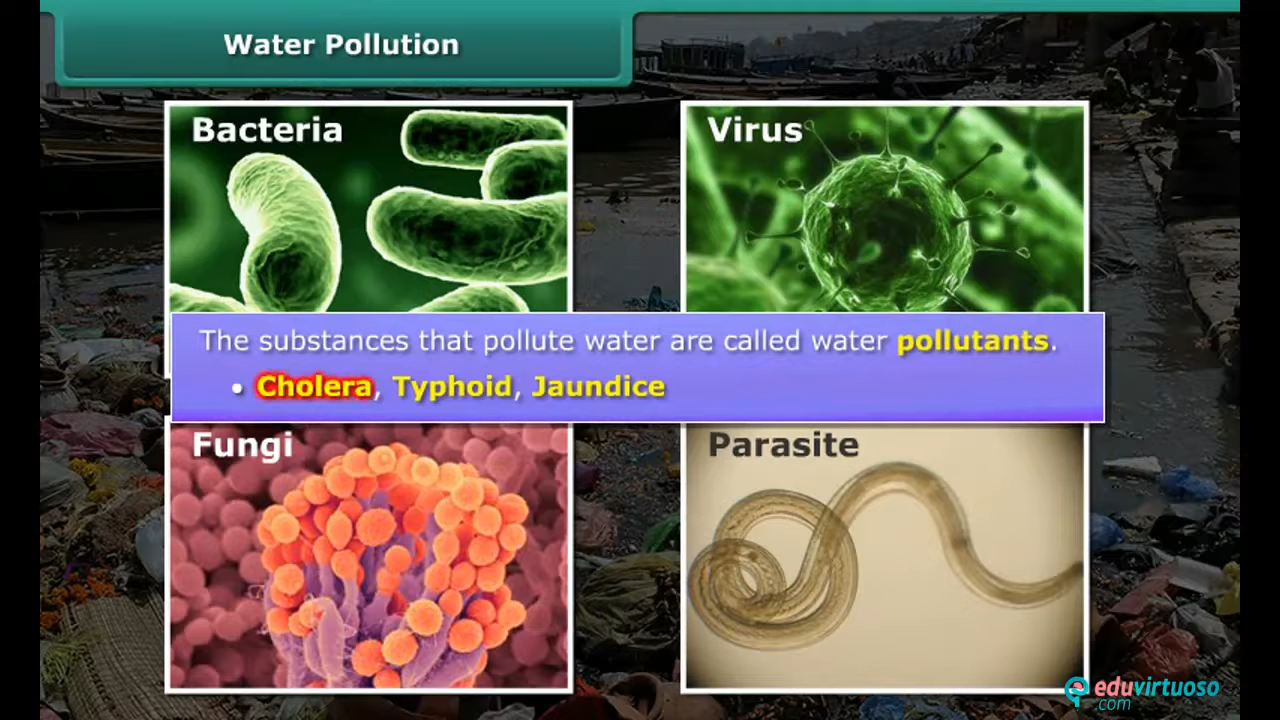 Water Pollution
Bacteria
Virus
The substances that pollute water are called water pollutants.
• Cholera, Typhoid, Jaundice
Fungi
Parasite
eduvirtuoso
.com